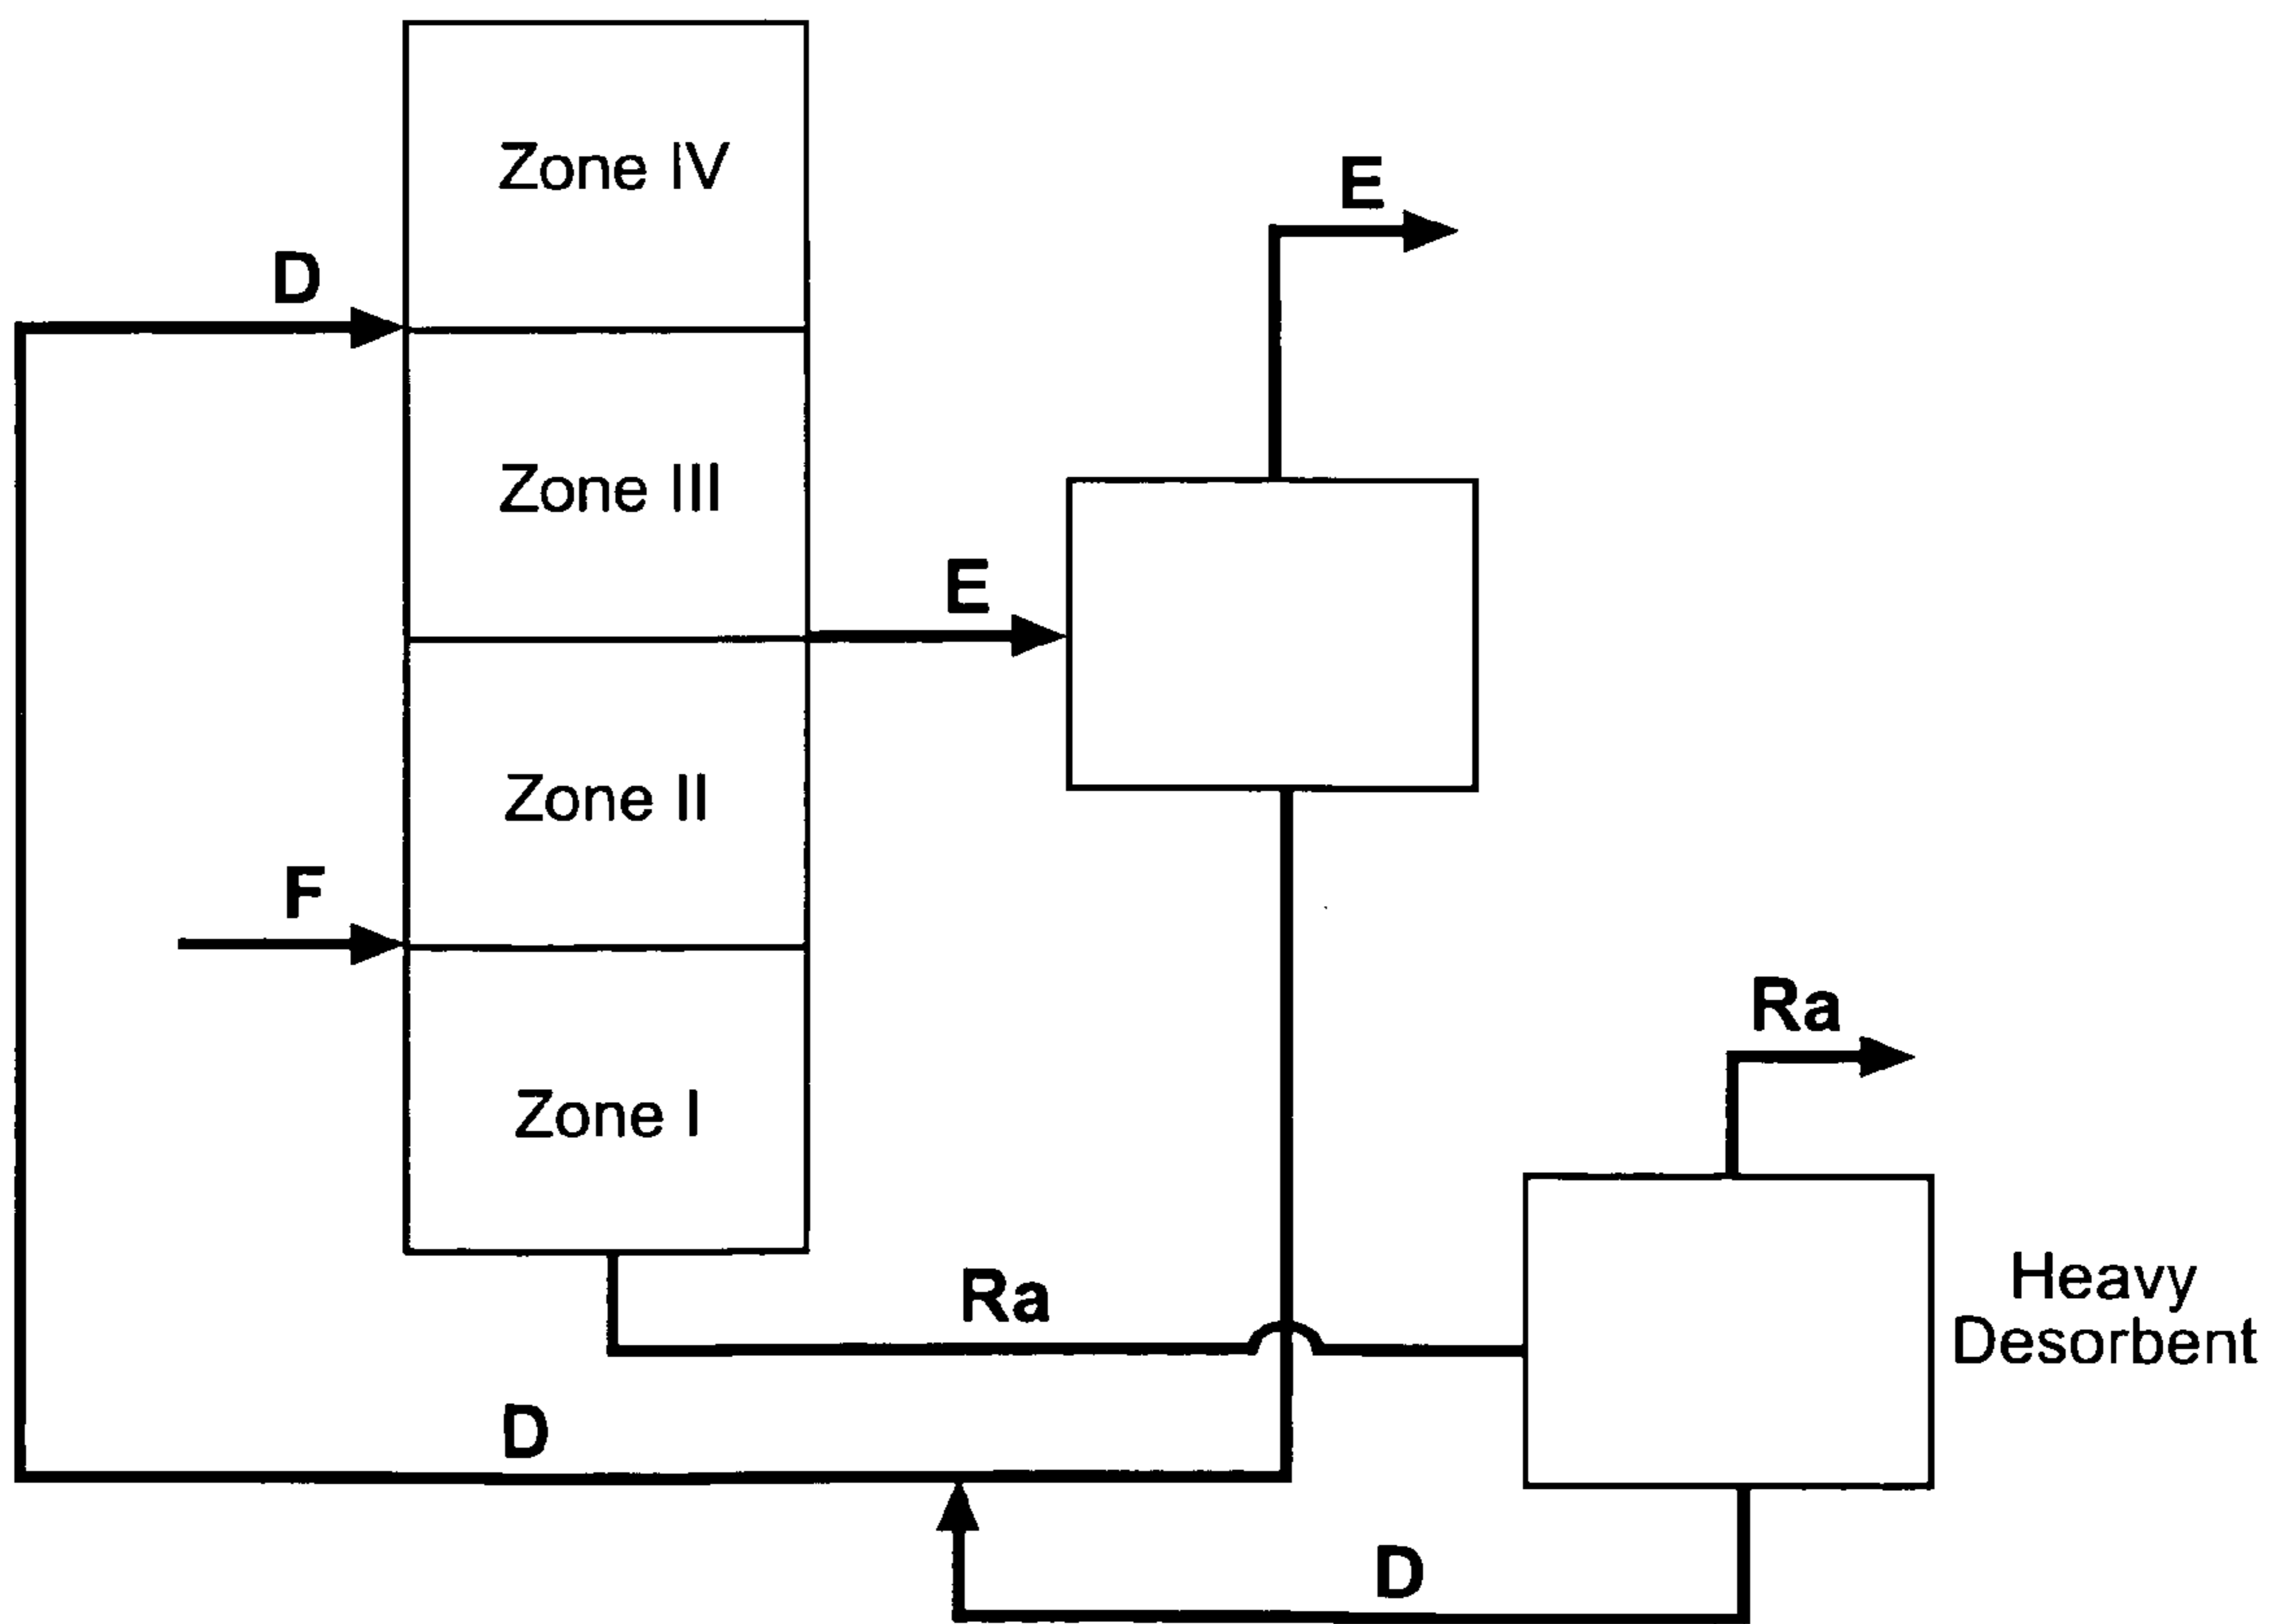 Zone IV
E
D
Zone III
E
Zone II
F
Ra
Zone I
Heavy
Desorbent
Ra
D
D